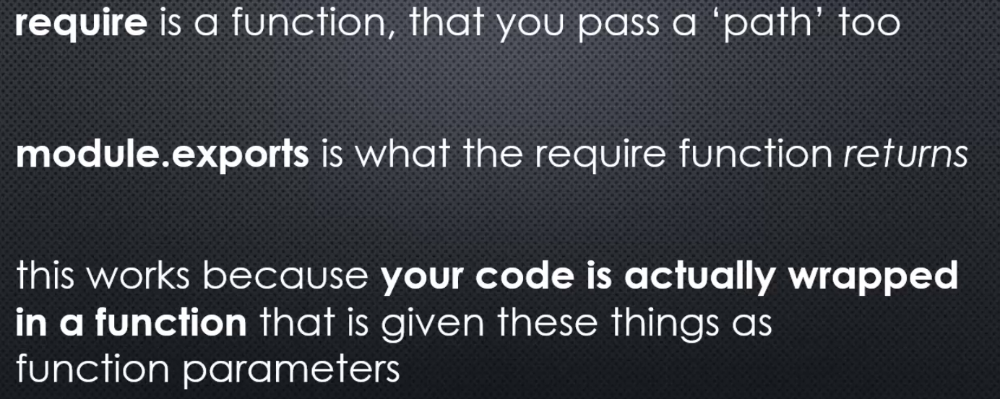 require is a function, that you pass a ‘path’ too
module.exports is what the require function returns
this works because your code is actually wrapped
in a function that is given these things as
function parameters